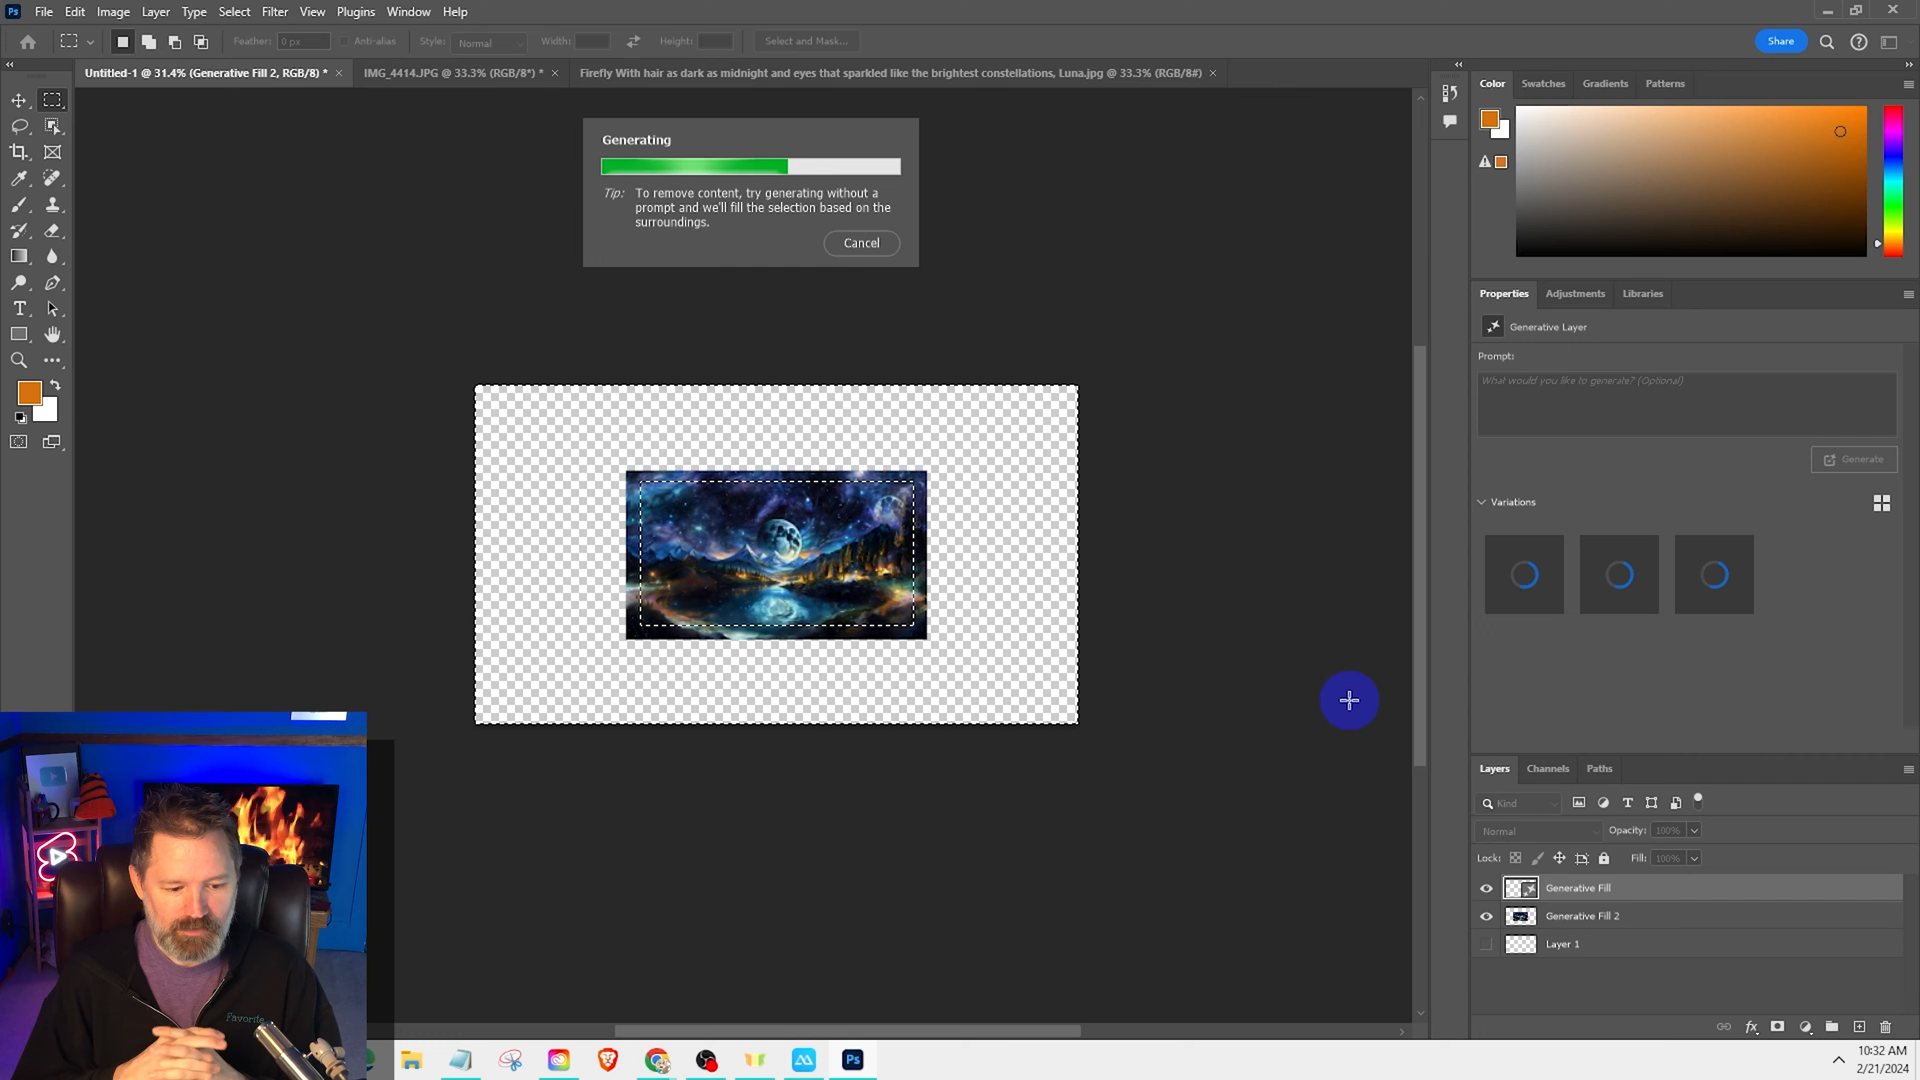 Ps File Edit Image Layer Type Select Filter View Plugins Window Help
Feather: 0 px Anti-alias Style: Normal Width: Height: Select and Mask... Share
Untitled-1 @ 31.4% (Generative Fill 2, RGB/8) * × IMG_4414.JPG @ 33.3% (RGB/8*) * × Firefly With hair as dark as midnight and eyes that sparkled like the brightest constellations, Luna.jpg @ 33.3% (RGB/8#) ×
Color Swatches Gradients Patterns
Generating
Tip: To remove content, try generating without a
prompt and we'll fill the selection based on the
surroundings.
Cancel
Properties Adjustments Libraries
Generative Layer
Prompt:
What would you like to generate? (Optional)
Generate
Variations
Layers Channels Paths
Kind
Normal Opacity: 100%
Lock: Fill: 100%
Generative Fill
Generative Fill 2
Layer 1
fx
Favorite
Ps
10:32 AM
2/21/2024